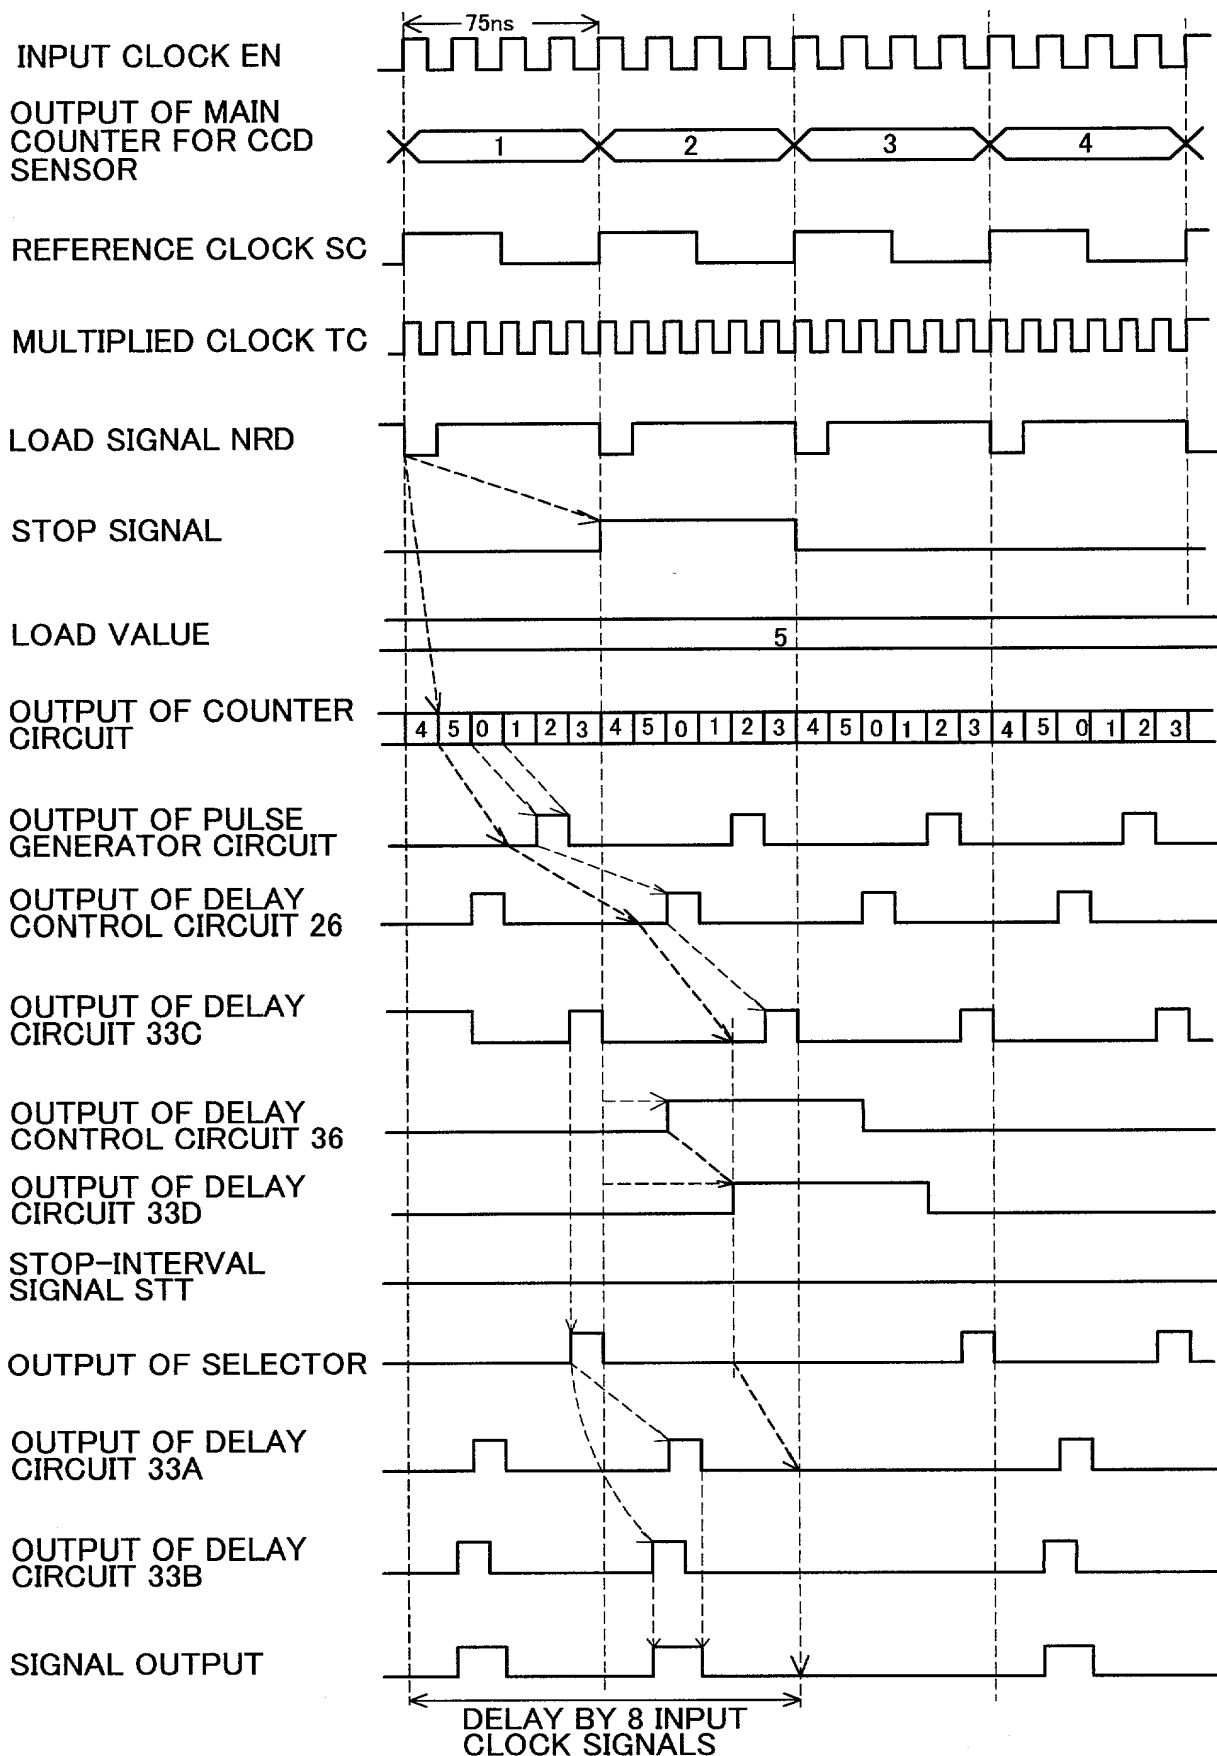 75ns
INPUT CLOCK EN
OUTPUT OF MAIN
COUNTER FOR CCD
SENSOR
1 2 3 4
REFERENCE CLOCK SC
MULTIPLIED CLOCK TC
LOAD SIGNAL NRD
STOP SIGNAL
LOAD VALUE
5
OUTPUT OF COUNTER
CIRCUIT
4 5 0 1 2 3 4 5 0 1 2 3 4 5 0 1 2 3 4 5 0 1 2 3
OUTPUT OF PULSE
GENERATOR CIRCUIT
OUTPUT OF DELAY
CONTROL CIRCUIT 26
OUTPUT OF DELAY
CIRCUIT 33C
OUTPUT OF DELAY
CONTROL CIRCUIT 36
OUTPUT OF DELAY
CIRCUIT 33D
STOP-INTERVAL
SIGNAL STT
OUTPUT OF SELECTOR
OUTPUT OF DELAY
CIRCUIT 33A
OUTPUT OF DELAY
CIRCUIT 33B
SIGNAL OUTPUT
DELAY BY 8 INPUT
CLOCK SIGNALS